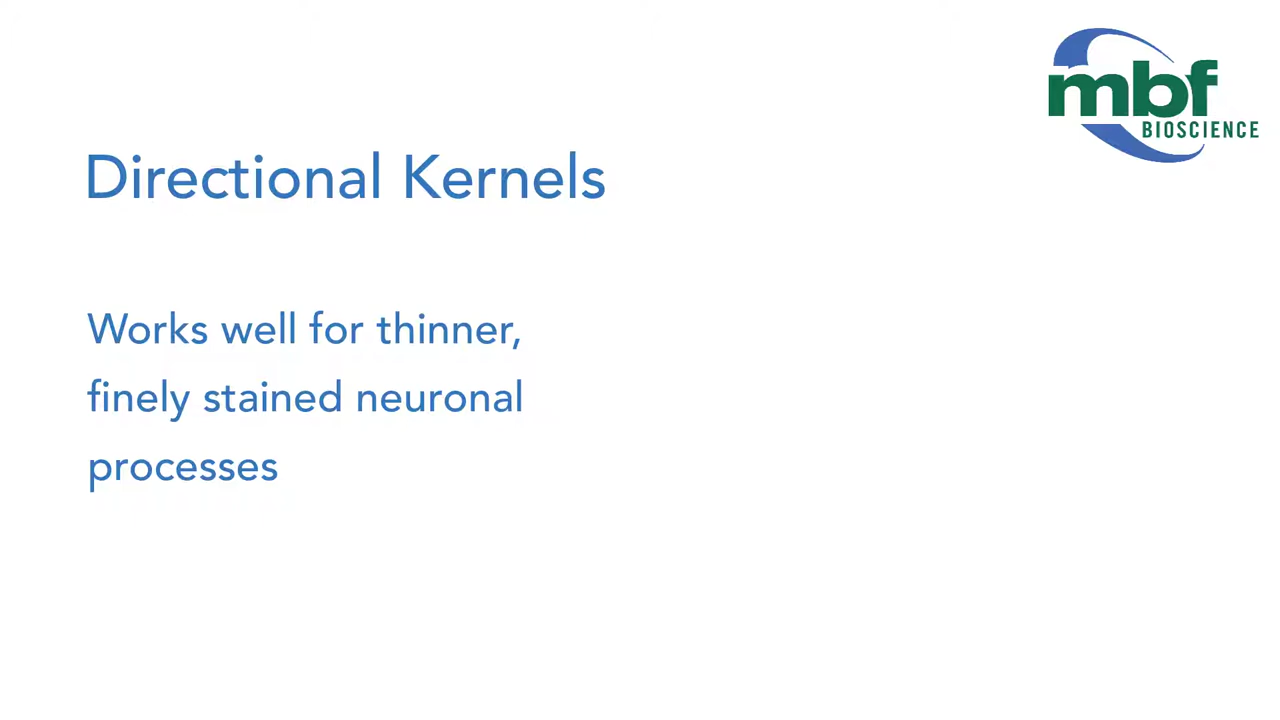 mbf
BIOSCIENCE
Directional Kernels
Works well for thinner,
finely stained neuronal
processes